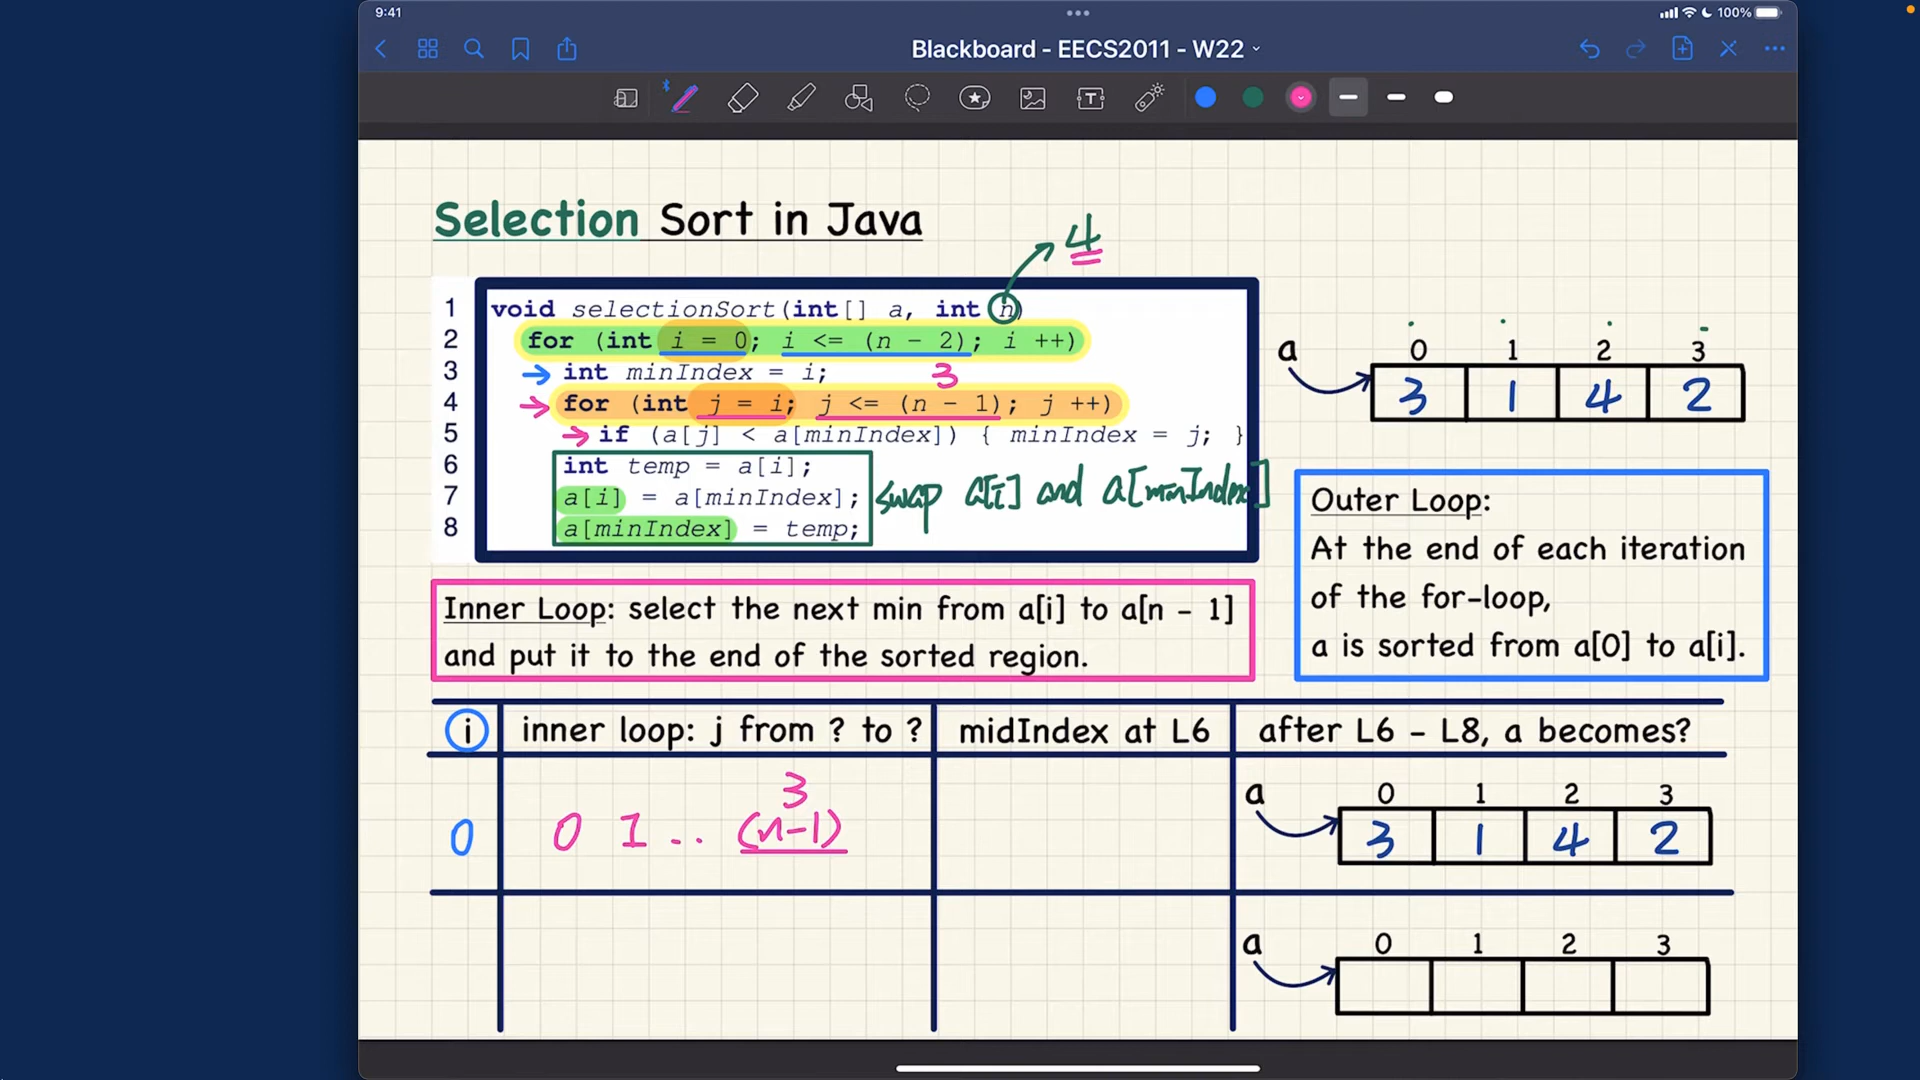 9:41
100%
Blackboard - EECS2011 - W22
Selection Sort in Java
4
1 void selectionSort(int[] a, int n)
2 for (int i = 0; i <= (n - 2); i ++)
3 int minIndex = i;
3
4 for (int j = i; j <= (n - 1); j ++)
5 if (a[j] < a[minIndex]) { minIndex = j; }
6 int temp = a[i];
7 a[i] = a[minIndex];
8 a[minIndex] = temp;
swap a[i] and a[minIndex]
a 0 1 2 3
3 1 4 2
Inner Loop: select the next min from a[i] to a[n - 1]
and put it to the end of the sorted region.
Outer Loop:
At the end of each iteration
of the for-loop,
a is sorted from a[0] to a[i].
i inner loop: j from ? to ? midIndex at L6 after L6 - L8, a becomes?
3
0 0 1 .. (n-1)
a 0 1 2 3
3 1 4 2
a 0 1 2 3